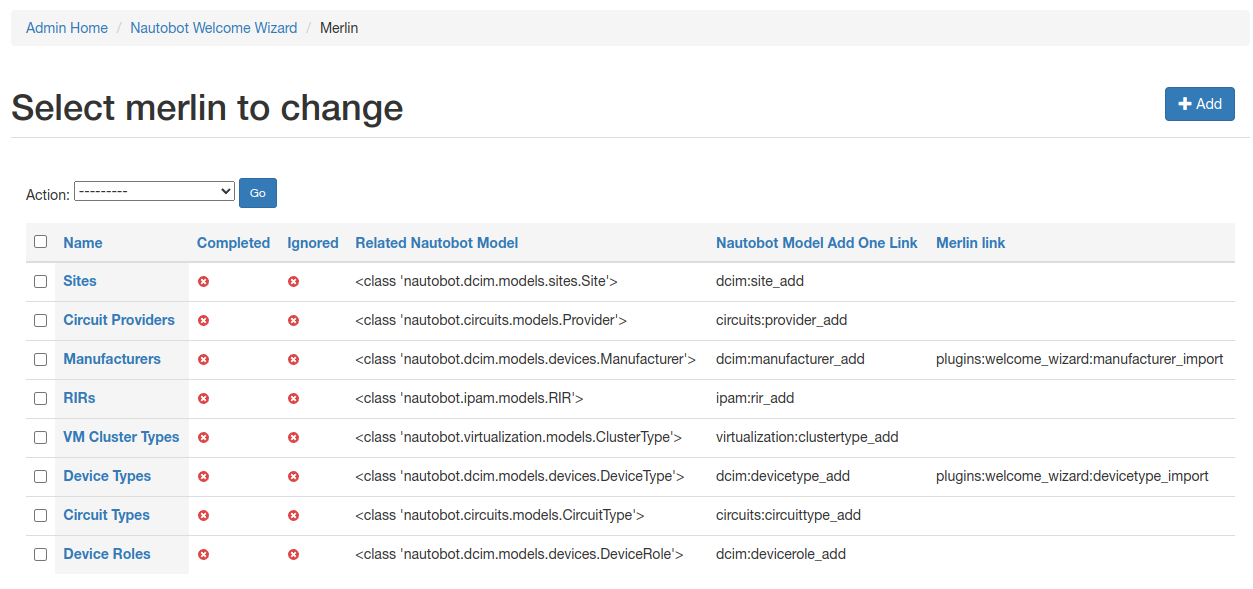 Admin Home / Nautobot Welcome Wizard / Merlin
Select merlin to change
Add
Action: --------- Go
Name Completed Ignored Related Nautobot Model Nautobot Model Add One Link Merlin link
Sites <class 'nautobot.dcim.models.sites.Site'> dcim:site_add
Circuit Providers <class 'nautobot.circuits.models.Provider'> circuits:provider_add
Manufacturers <class 'nautobot.dcim.models.devices.Manufacturer'> dcim:manufacturer_add plugins:welcome_wizard:manufacturer_import
RIRs <class 'nautobot.ipam.models.RIR'> ipam:rir_add
VM Cluster Types <class 'nautobot.virtualization.models.ClusterType'> virtualization:clustertype_add
Device Types <class 'nautobot.dcim.models.devices.DeviceType'> dcim:devicetype_add plugins:welcome_wizard:devicetype_import
Circuit Types <class 'nautobot.circuits.models.CircuitType'> circuits:circuittype_add
Device Roles <class 'nautobot.dcim.models.devices.DeviceRole'> dcim:devicerole_add